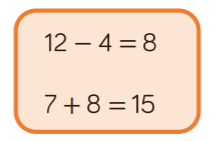 12 – 4 = 8
7 + 8 = 15